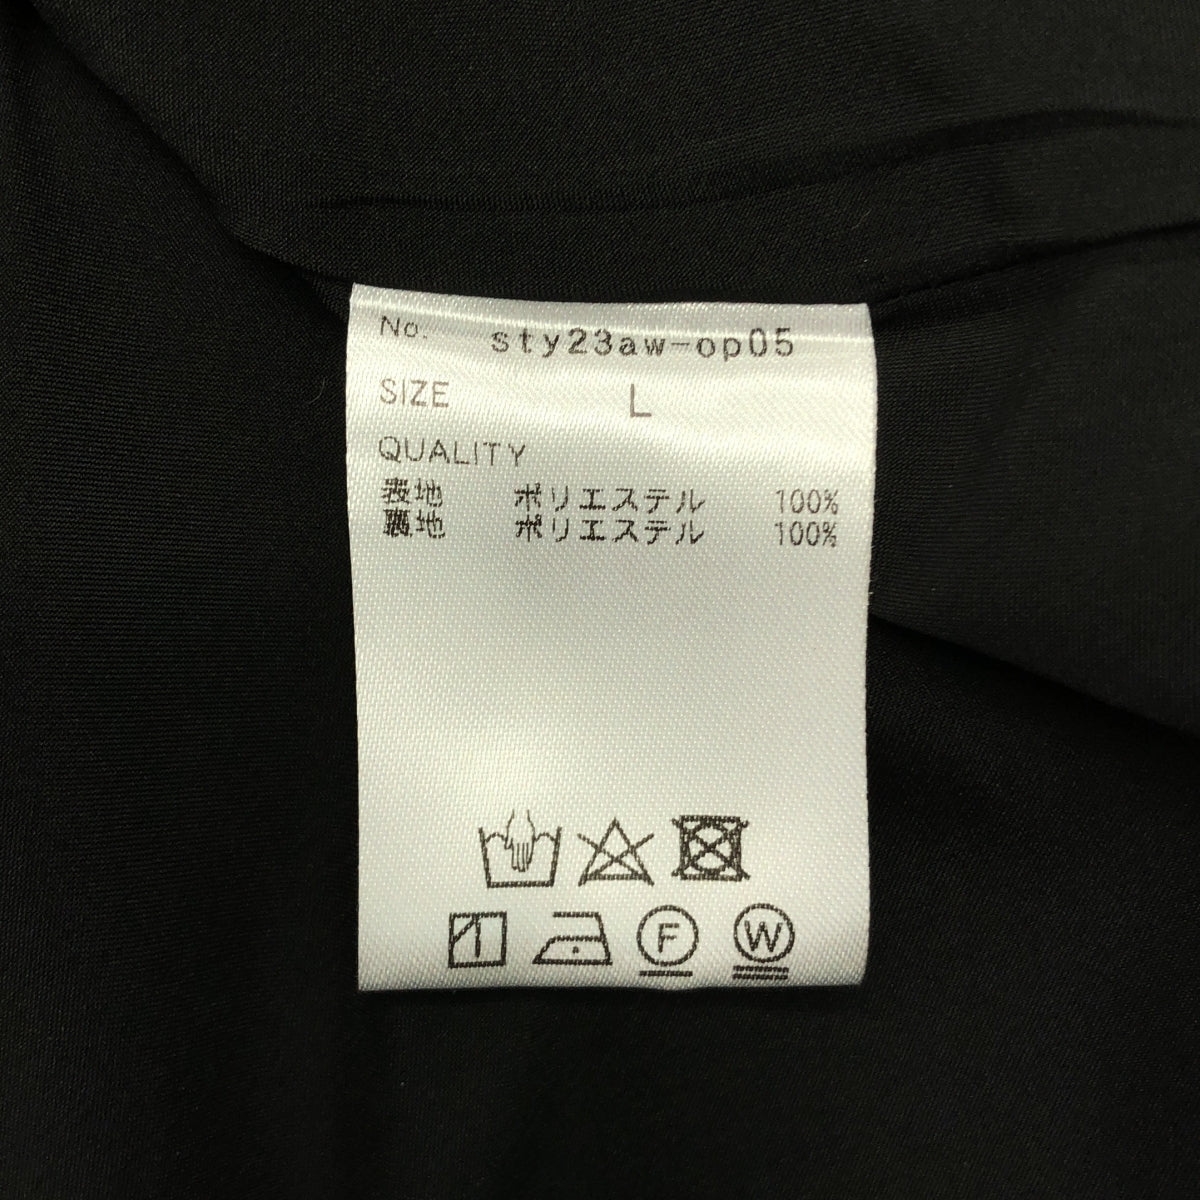 No. sty23aw-op05
SIZE L
QUALITY
表地 ポリエステル 100%
裏地 ポリエステル 100%
F W